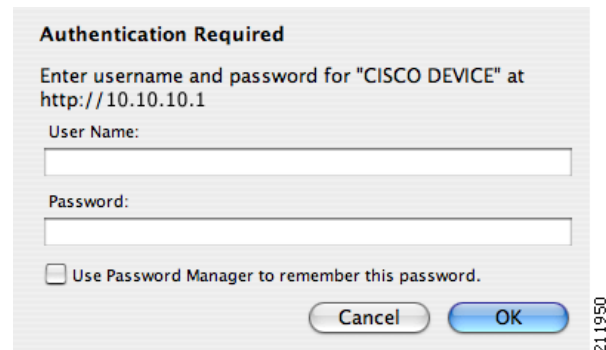 Authentication Required
Enter username and password for "CISCO DEVICE" at
http://10.10.10.1
User Name:
Password:
Use Password Manager to remember this password.
Cancel
OK
211950